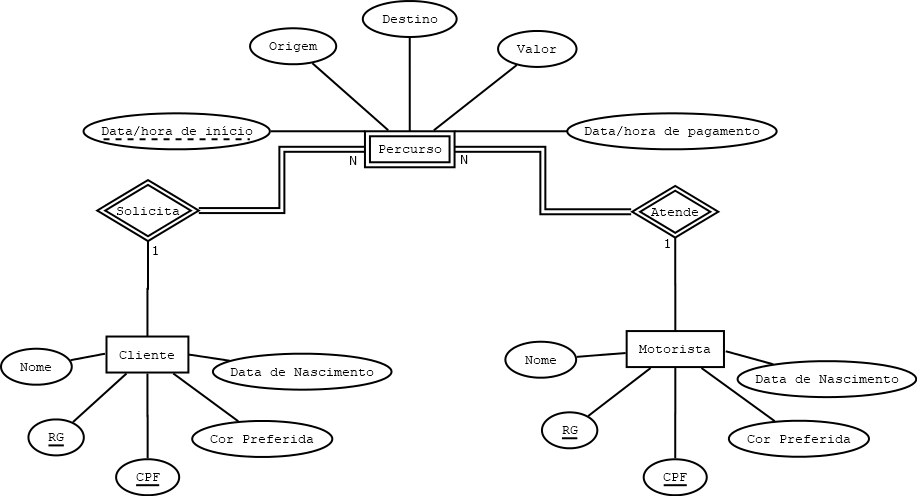 Destino
Origem
Valor
Data/hora de início
Data/hora de pagamento
Percurso
N
N
Solicita
Atende
1
1
Cliente
Motorista
Nome
Data de Nascimento
Nome
Data de Nascimento
RG
Cor Preferida
RG
Cor Preferida
CPF
CPF